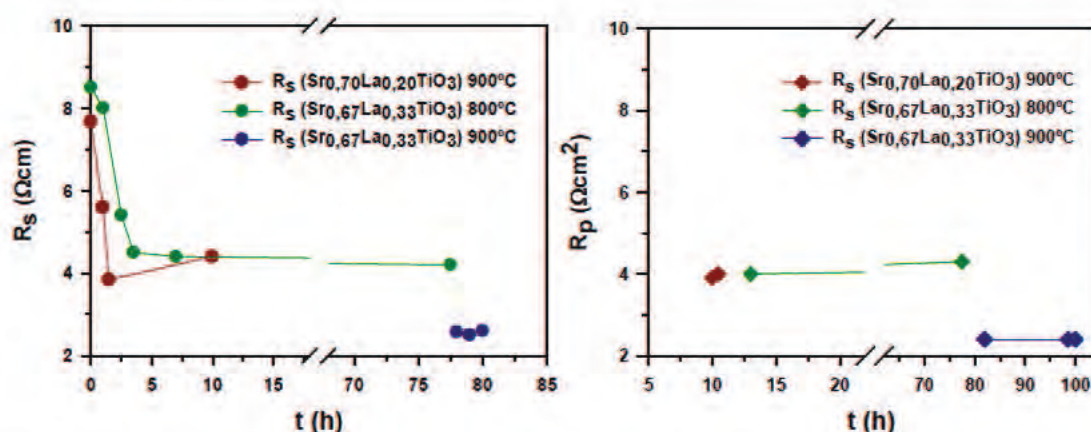 10
8
6
4
2
Rs (Ωcm)
Rs (Sr0,70La0,20TiO3) 900ºC
Rs (Sr0,67La0,33TiO3) 800ºC
Rs (Sr0,67La0,33TiO3) 900ºC
0 5 10 70 75 80 85
t (h)
10
8
6
4
2
Rp (Ωcm2)
Rs (Sr0,70La0,20TiO3) 900ºC
Rs (Sr0,67La0,33TiO3) 800ºC
Rs (Sr0,67La0,33TiO3) 900ºC
5 10 15 20 70 80 90 100
t (h)